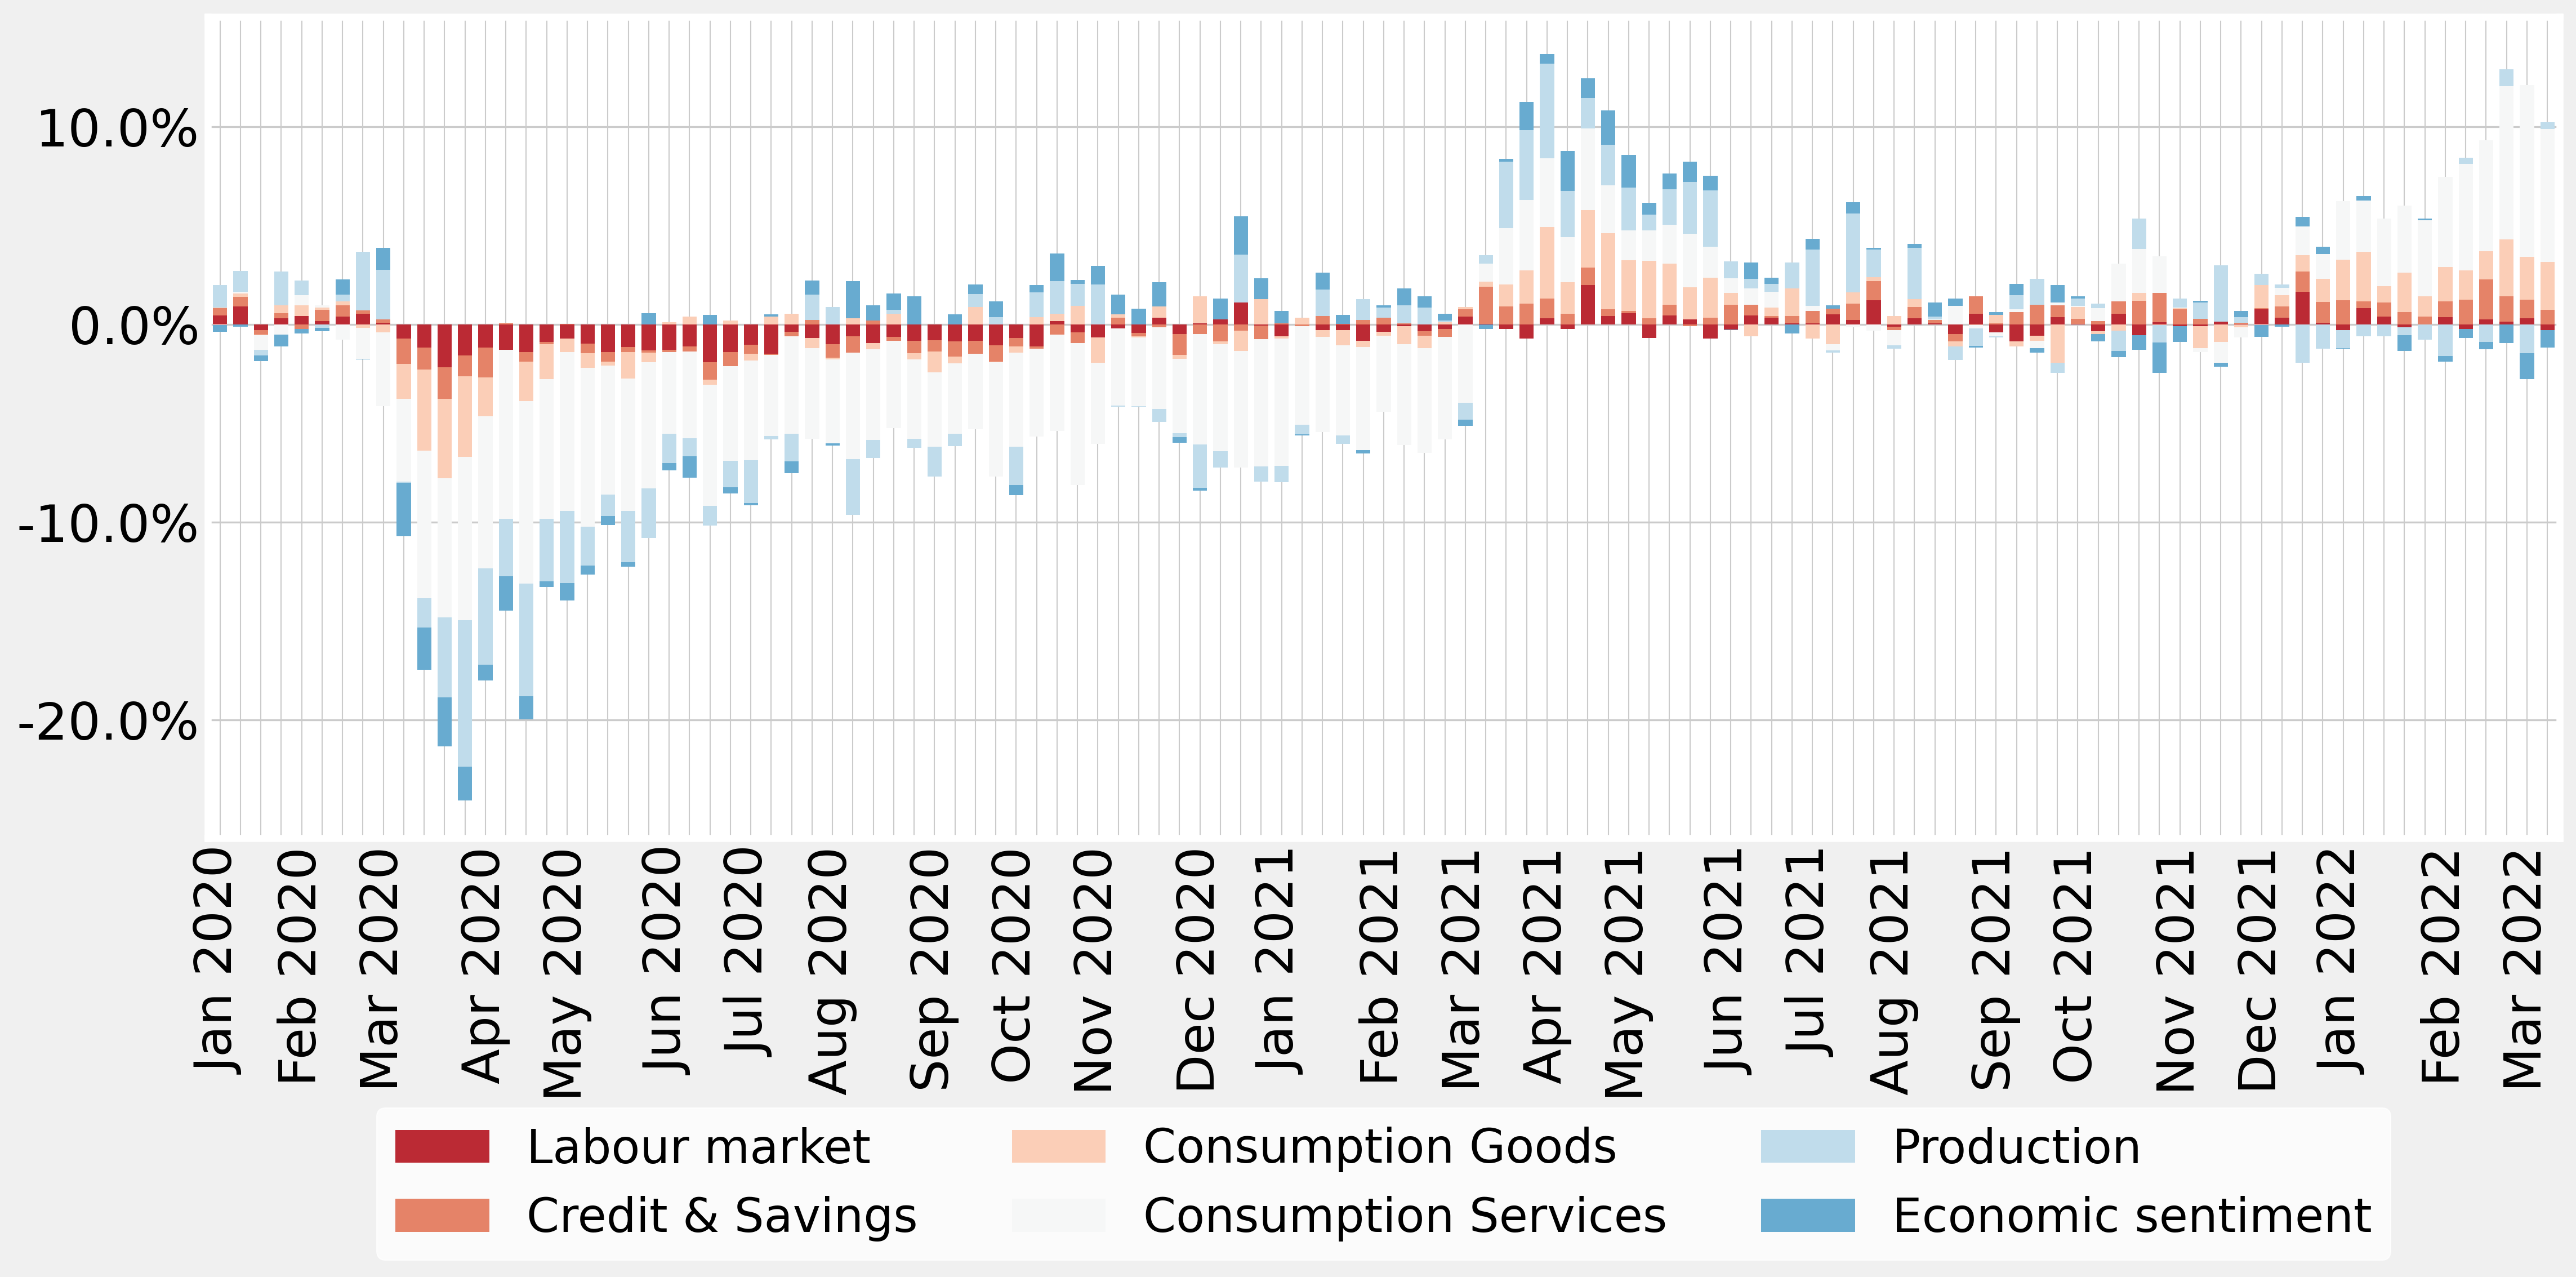 10.0%
0.0%
-10.0%
-20.0%
Jan 2020
Feb 2020
Mar 2020
Apr 2020
May 2020
Jun 2020
Jul 2020
Aug 2020
Sep 2020
Oct 2020
Nov 2020
Dec 2020
Jan 2021
Feb 2021
Mar 2021
Apr 2021
May 2021
Jun 2021
Jul 2021
Aug 2021
Sep 2021
Oct 2021
Nov 2021
Dec 2021
Jan 2022
Feb 2022
Mar 2022
Labour market
Credit & Savings
Consumption Goods
Consumption Services
Production
Economic sentiment